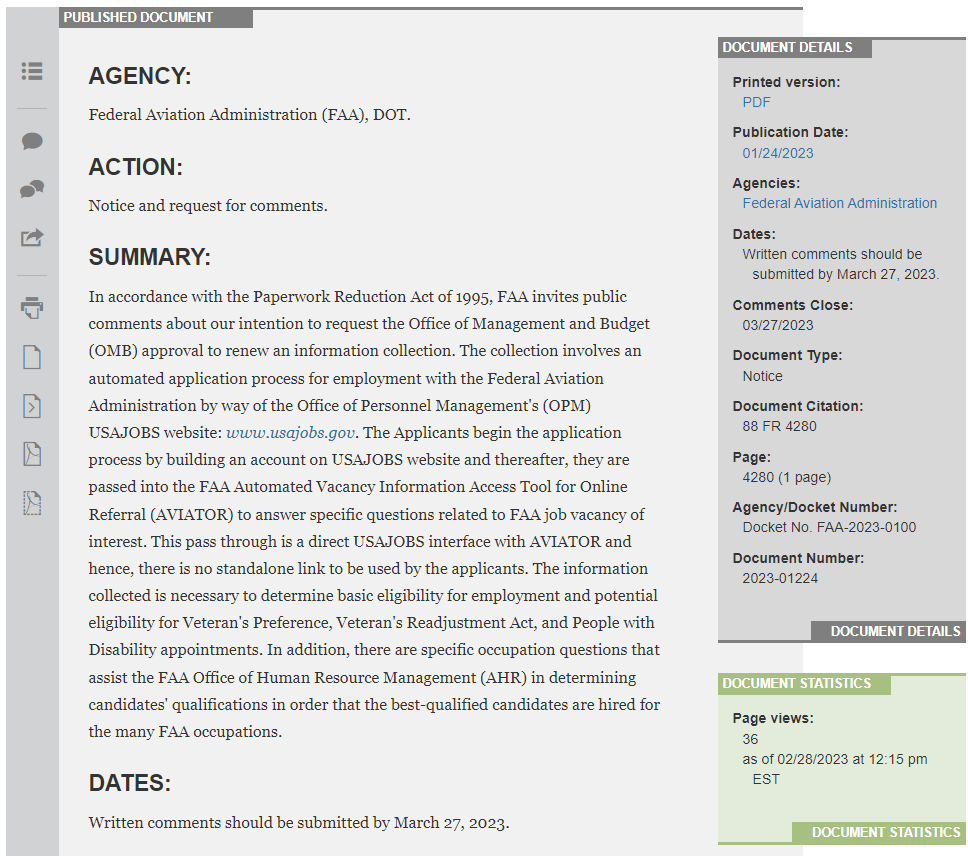 PUBLISHED DOCUMENT
AGENCY:
Federal Aviation Administration (FAA), DOT.
ACTION:
Notice and request for comments.
SUMMARY:
In accordance with the Paperwork Reduction Act of 1995, FAA invites public
comments about our intention to request the Office of Management and Budget
(OMB) approval to renew an information collection. The collection involves an
automated application process for employment with the Federal Aviation
Administration by way of the Office of Personnel Management's (OPM)
USAJOBS website: www.usajobs.gov. The Applicants begin the application
process by building an account on USAJOBS website and thereafter, they are
passed into the FAA Automated Vacancy Information Access Tool for Online
Referral (AVIATOR) to answer specific questions related to FAA job vacancy of
interest. This pass through is a direct USAJOBS interface with AVIATOR and
hence, there is no standalone link to be used by the applicants. The information
collected is necessary to determine basic eligibility for employment and potential
eligibility for Veteran's Preference, Veteran's Readjustment Act, and People with
Disability appointments. In addition, there are specific occupation questions that
assist the FAA Office of Human Resource Management (AHR) in determining
candidates' qualifications in order that the best-qualified candidates are hired for
the many FAA occupations.
DATES:
Written comments should be submitted by March 27, 2023.
DOCUMENT DETAILS
Printed version:
PDF
Publication Date:
01/24/2023
Agencies:
Federal Aviation Administration
Dates:
Written comments should be
submitted by March 27, 2023.
Comments Close:
03/27/2023
Document Type:
Notice
Document Citation:
88 FR 4280
Page:
4280 (1 page)
Agency/Docket Number:
Docket No. FAA-2023-0100
Document Number:
2023-01224
DOCUMENT DETAILS
DOCUMENT STATISTICS
Page views:
36
as of 02/28/2023 at 12:15 pm
EST
DOCUMENT STATISTICS